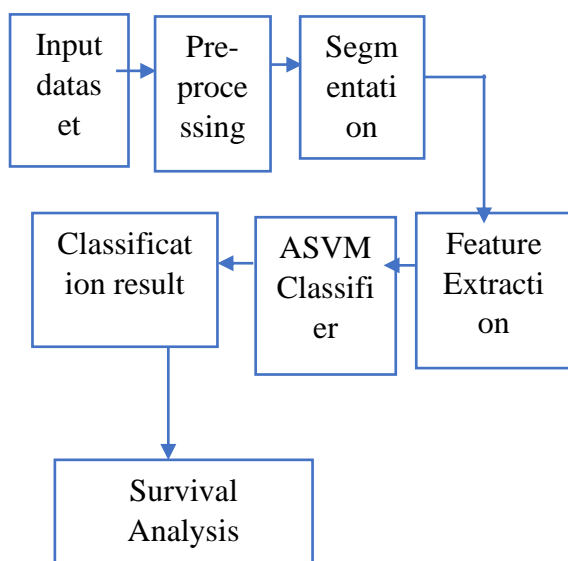 Input
datas
et
Pre-
proce
ssing
Segm
entati
on
Classificat
ion result
ASVM
Classifi
er
Feature
Extracti
on
Survival
Analysis